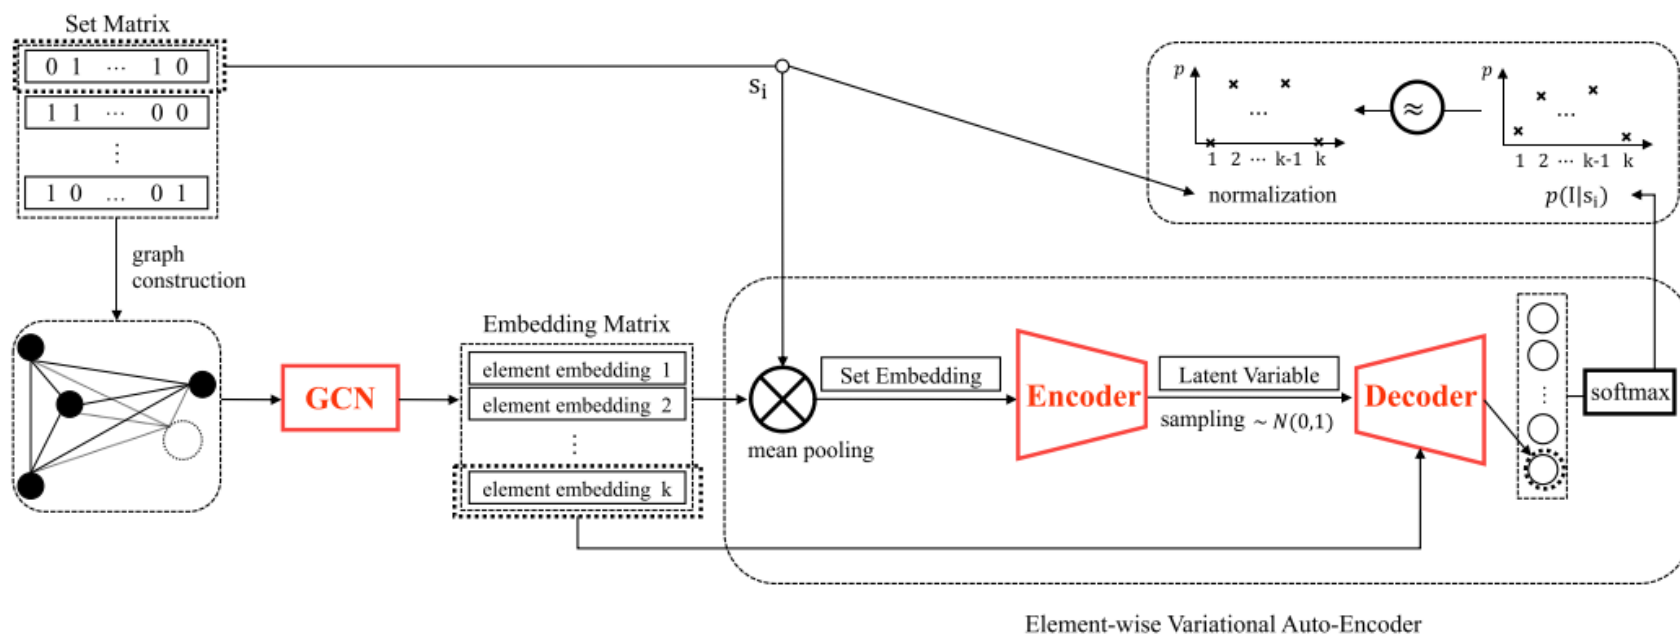 Set Matrix
0 1 ... 1 0
1 1 ... 0 0
⋮
1 0 ... 0 1
s_i
p
...
1 2 ... k-1 k
normalization
≈
p
...
1 2 ... k-1 k
p(I|s_i)
graph
construction
GCN
Embedding Matrix
element embedding 1
element embedding 2
⋮
element embedding k
mean pooling
Set Embedding
Encoder
Latent Variable
sampling ~ N(0,1)
Decoder
⋮
softmax
Element-wise Variational Auto-Encoder